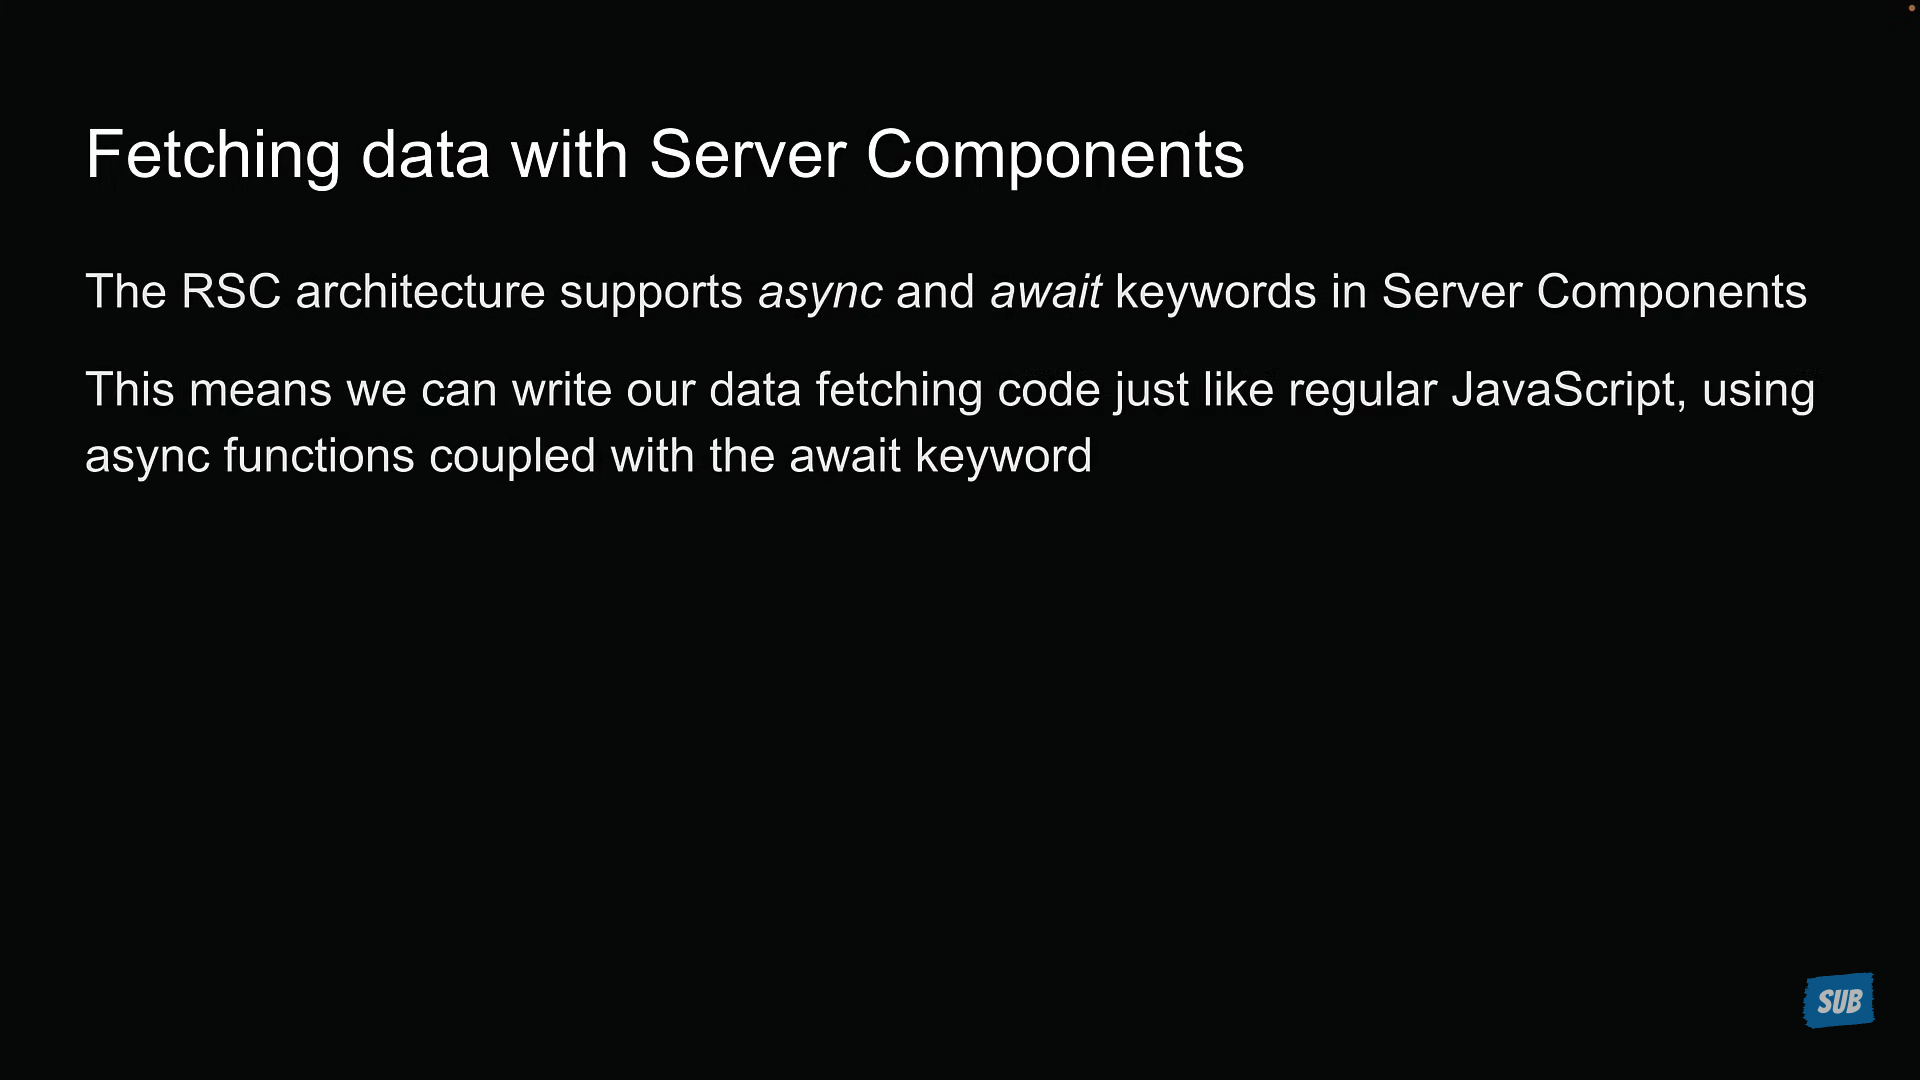 Fetching data with Server Components
The RSC architecture supports async and await keywords in Server Components
This means we can write our data fetching code just like regular JavaScript, using
async functions coupled with the await keyword
SUB